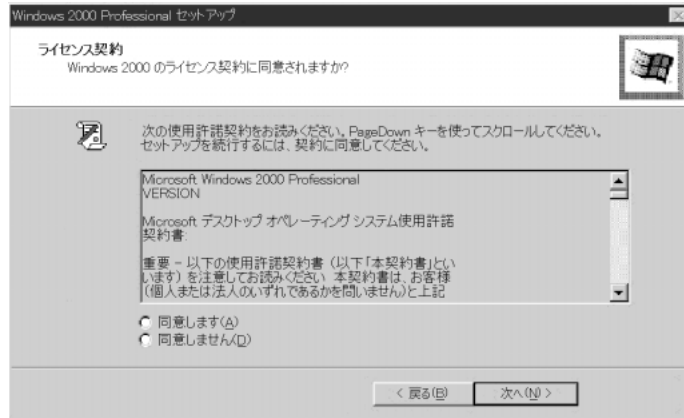 Windows 2000 Professional セットアップ
ライセンス契約
Windows 2000 のライセンス契約に同意されますか?
次の使用許諾契約をお読みください。PageDown キーを使ってスクロールしてください。
セットアップを続行するには、契約に同意してください。
Microsoft Windows 2000 Professional
VERSION
Microsoft デスクトップ オペレーティング システム使用許諾
契約書:
重要 - 以下の使用許諾契約書 (以下「本契約書」とい
います) を注意してお読みください 本契約書は、お客様
(個人または法人のいずれであるかを問いません)と上記
同意します(A)
同意しません(D)
< 戻る(B)
次へ(N) >